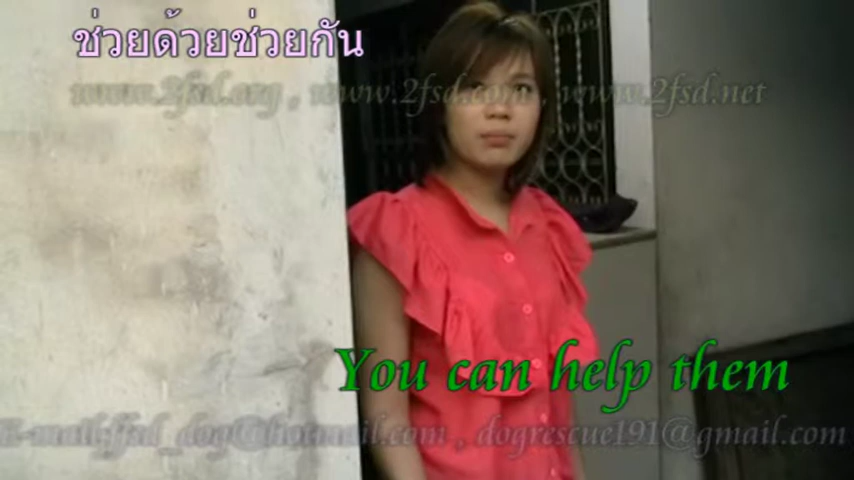 ช่วยด้วยช่วยกัน
www.2fsd.org , www.2fsd.com , www.2fsd.net
You can help them
E-mail:ffsd_dog@hotmail.com , dogrescue191@gmail.com